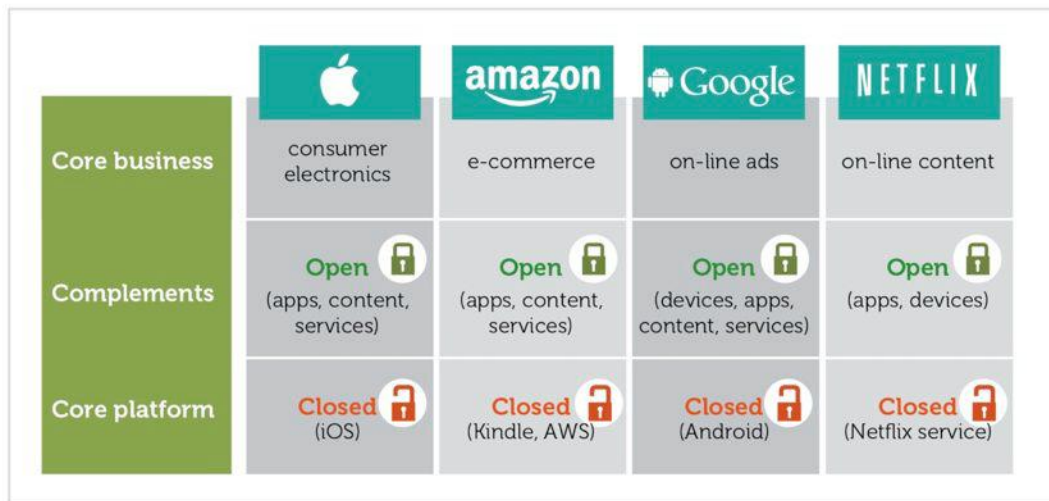 amazon
Google
NETFLIX
Core business
consumer
electronics
e-commerce
on-line ads
on-line content
Complements
Open
(apps, content,
services)
Open
(apps, content,
services)
Open
(devices, apps,
content, services)
Open
(apps, devices)
Core platform
Closed
(iOS)
Closed
(Kindle, AWS)
Closed
(Android)
Closed
(Netflix service)